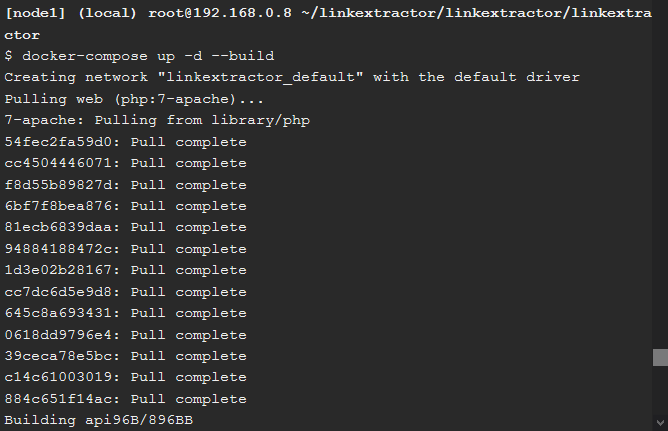 [node1] (local) root@192.168.0.8 ~/linkextractor/linkextractor/linkextra
ctor
$ docker-compose up -d --build
Creating network "linkextractor_default" with the default driver
Pulling web (php:7-apache)...
7-apache: Pulling from library/php
54fec2fa59d0: Pull complete
cc4504446071: Pull complete
f8d55b89827d: Pull complete
6bf7f8bea876: Pull complete
81ecb6839daa: Pull complete
94884188472c: Pull complete
1d3e02b28167: Pull complete
cc7dc6d5e9d8: Pull complete
645c8a693431: Pull complete
0618dd9796e4: Pull complete
39ceca78e5bc: Pull complete
c14c61003019: Pull complete
884c651f14ac: Pull complete
Building api96B/896BB